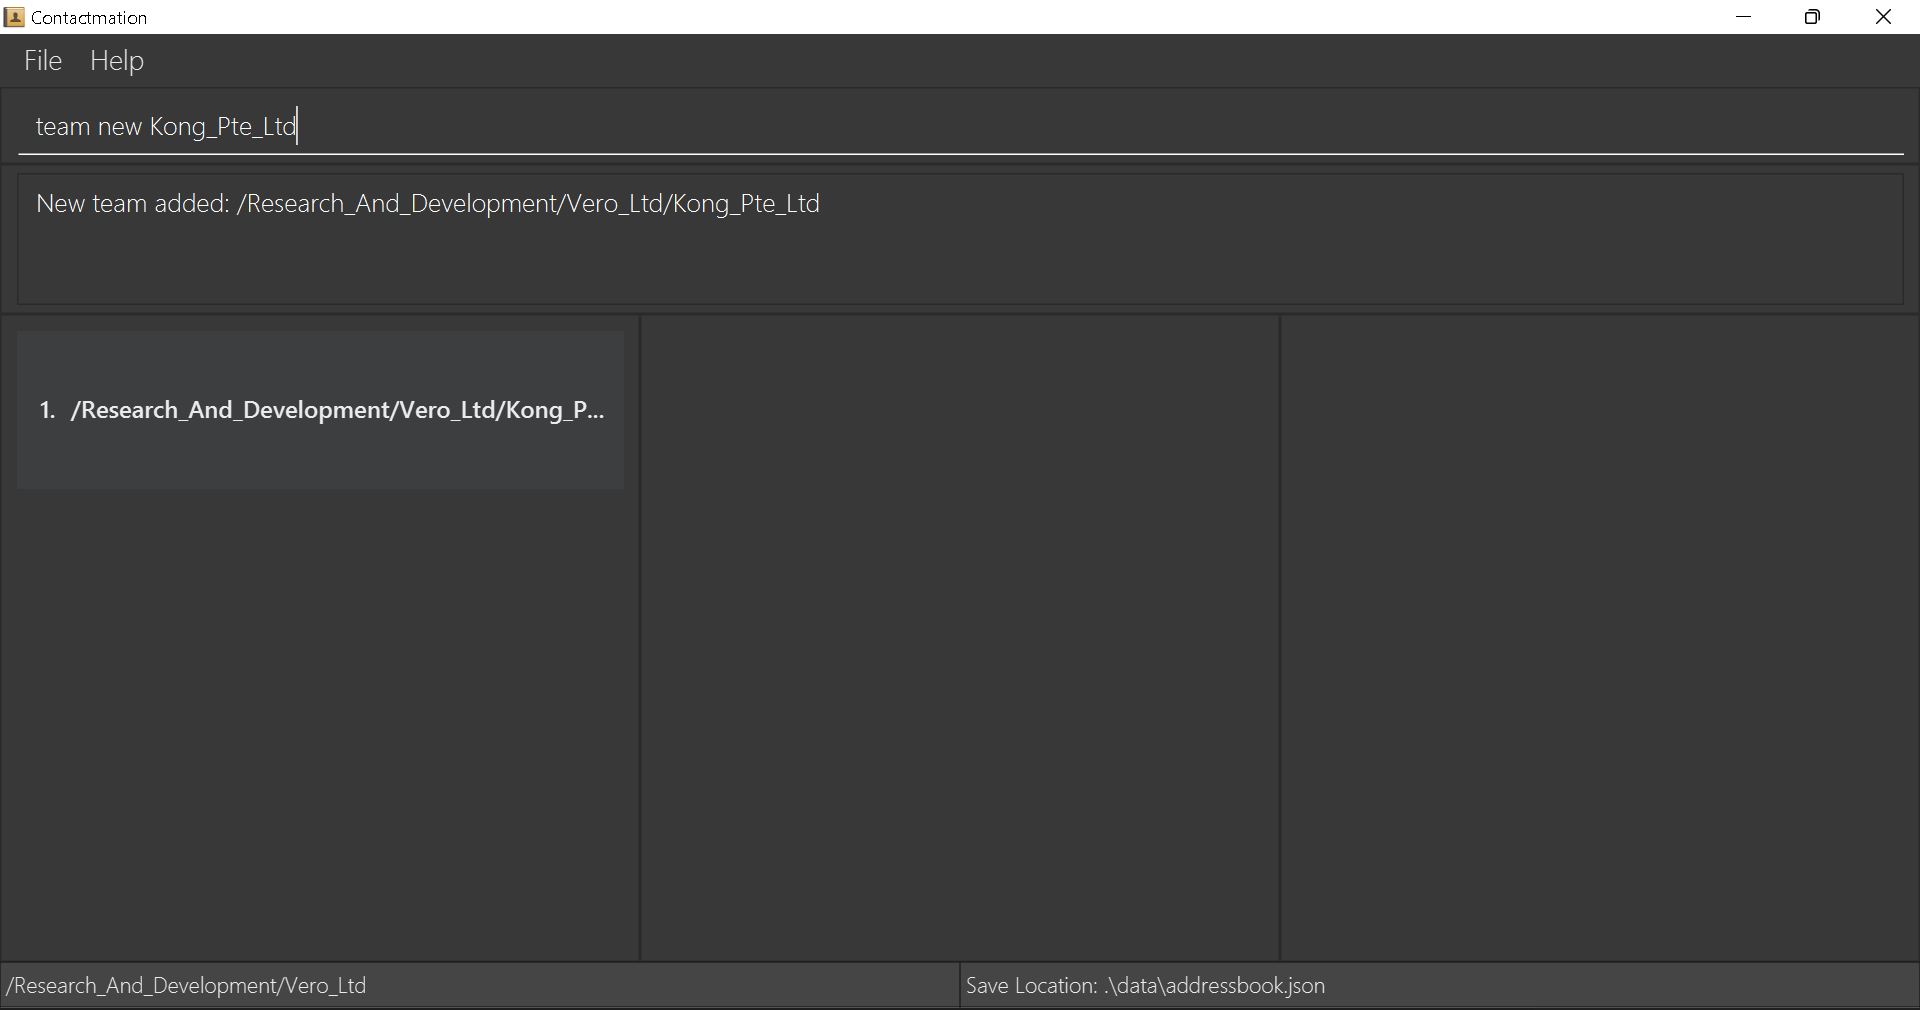 Contactmation
File Help
team new Kong_Pte_Ltd
New team added: /Research_And_Development/Vero_Ltd/Kong_Pte_Ltd
1. /Research_And_Development/Vero_Ltd/Kong_P...
/Research_And_Development/Vero_Ltd
Save Location: .\data\addressbook.json